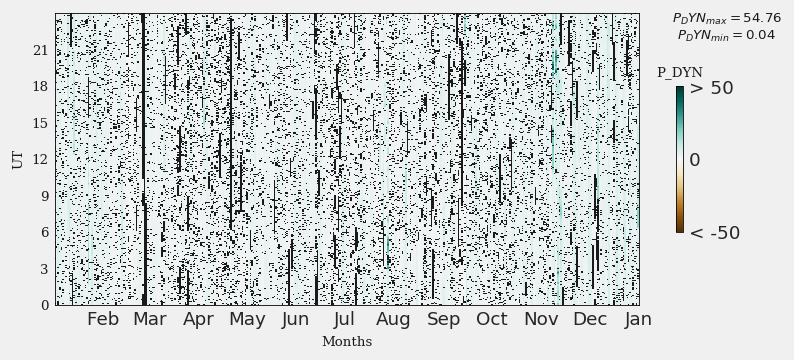 P_DYN_max = 54.76
P_DYN_min = 0.04
P_DYN
> 50
0
< -50
UT
21
18
15
12
9
6
3
0
Feb Mar Apr May Jun Jul Aug Sep Oct Nov Dec Jan
Months